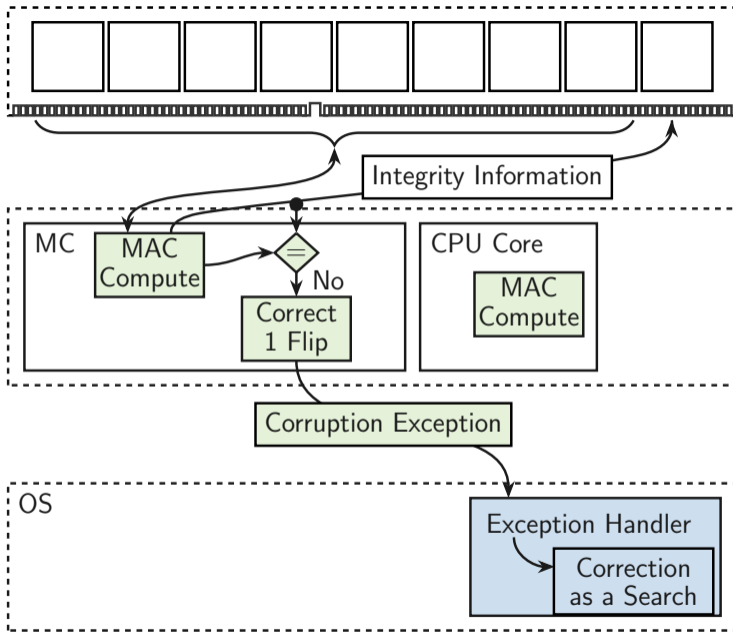 Integrity Information
MC
MAC
Compute
=
No
Correct
1 Flip
CPU Core
MAC
Compute
Corruption Exception
OS
Exception Handler
Correction
as a Search